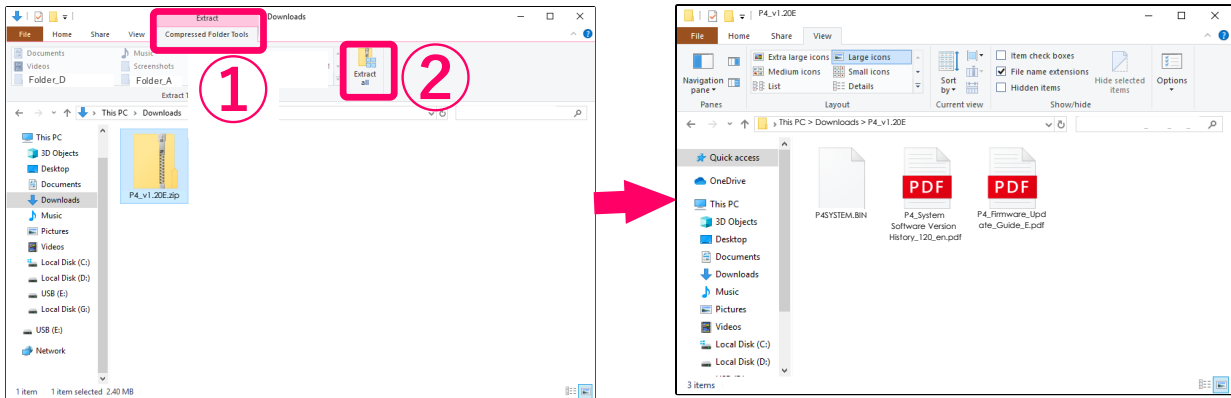 Extract
Downloads
File Home Share View Compressed Folder Tools
Documents Music
Videos Screenshots
Folder_D Folder_A
Extract
all
Extract T
① ②
This PC > Downloads
This PC
3D Objects
Desktop
Documents
Downloads
Music
Pictures
Videos
Local Disk (C:)
Local Disk (D:)
USB (E:)
Local Disk (G:)
USB (E:)
Network
P4_v1.20E.zip
1 item 1 item selected 2.40 MB
P4_v1.20E
File Home Share View
Navigation
pane
Panes
Extra large icons Large icons
Medium icons Small icons
List Details
Layout
Sort
by
Current view
Item check boxes
File name extensions
Hidden items
Hide selected
items
Show/hide
Options
This PC > Downloads > P4_v1.20E
Quick access
OneDrive
This PC
3D Objects
Desktop
Documents
Downloads
Music
Pictures
Videos
Local Disk (C:)
Local Disk (D:)
P4SYSTEM.BIN
PDF
P4_System
Software Version
History_120_en.pdf
PDF
P4_Firmware_Upd
ate_Guide_E.pdf
3 items